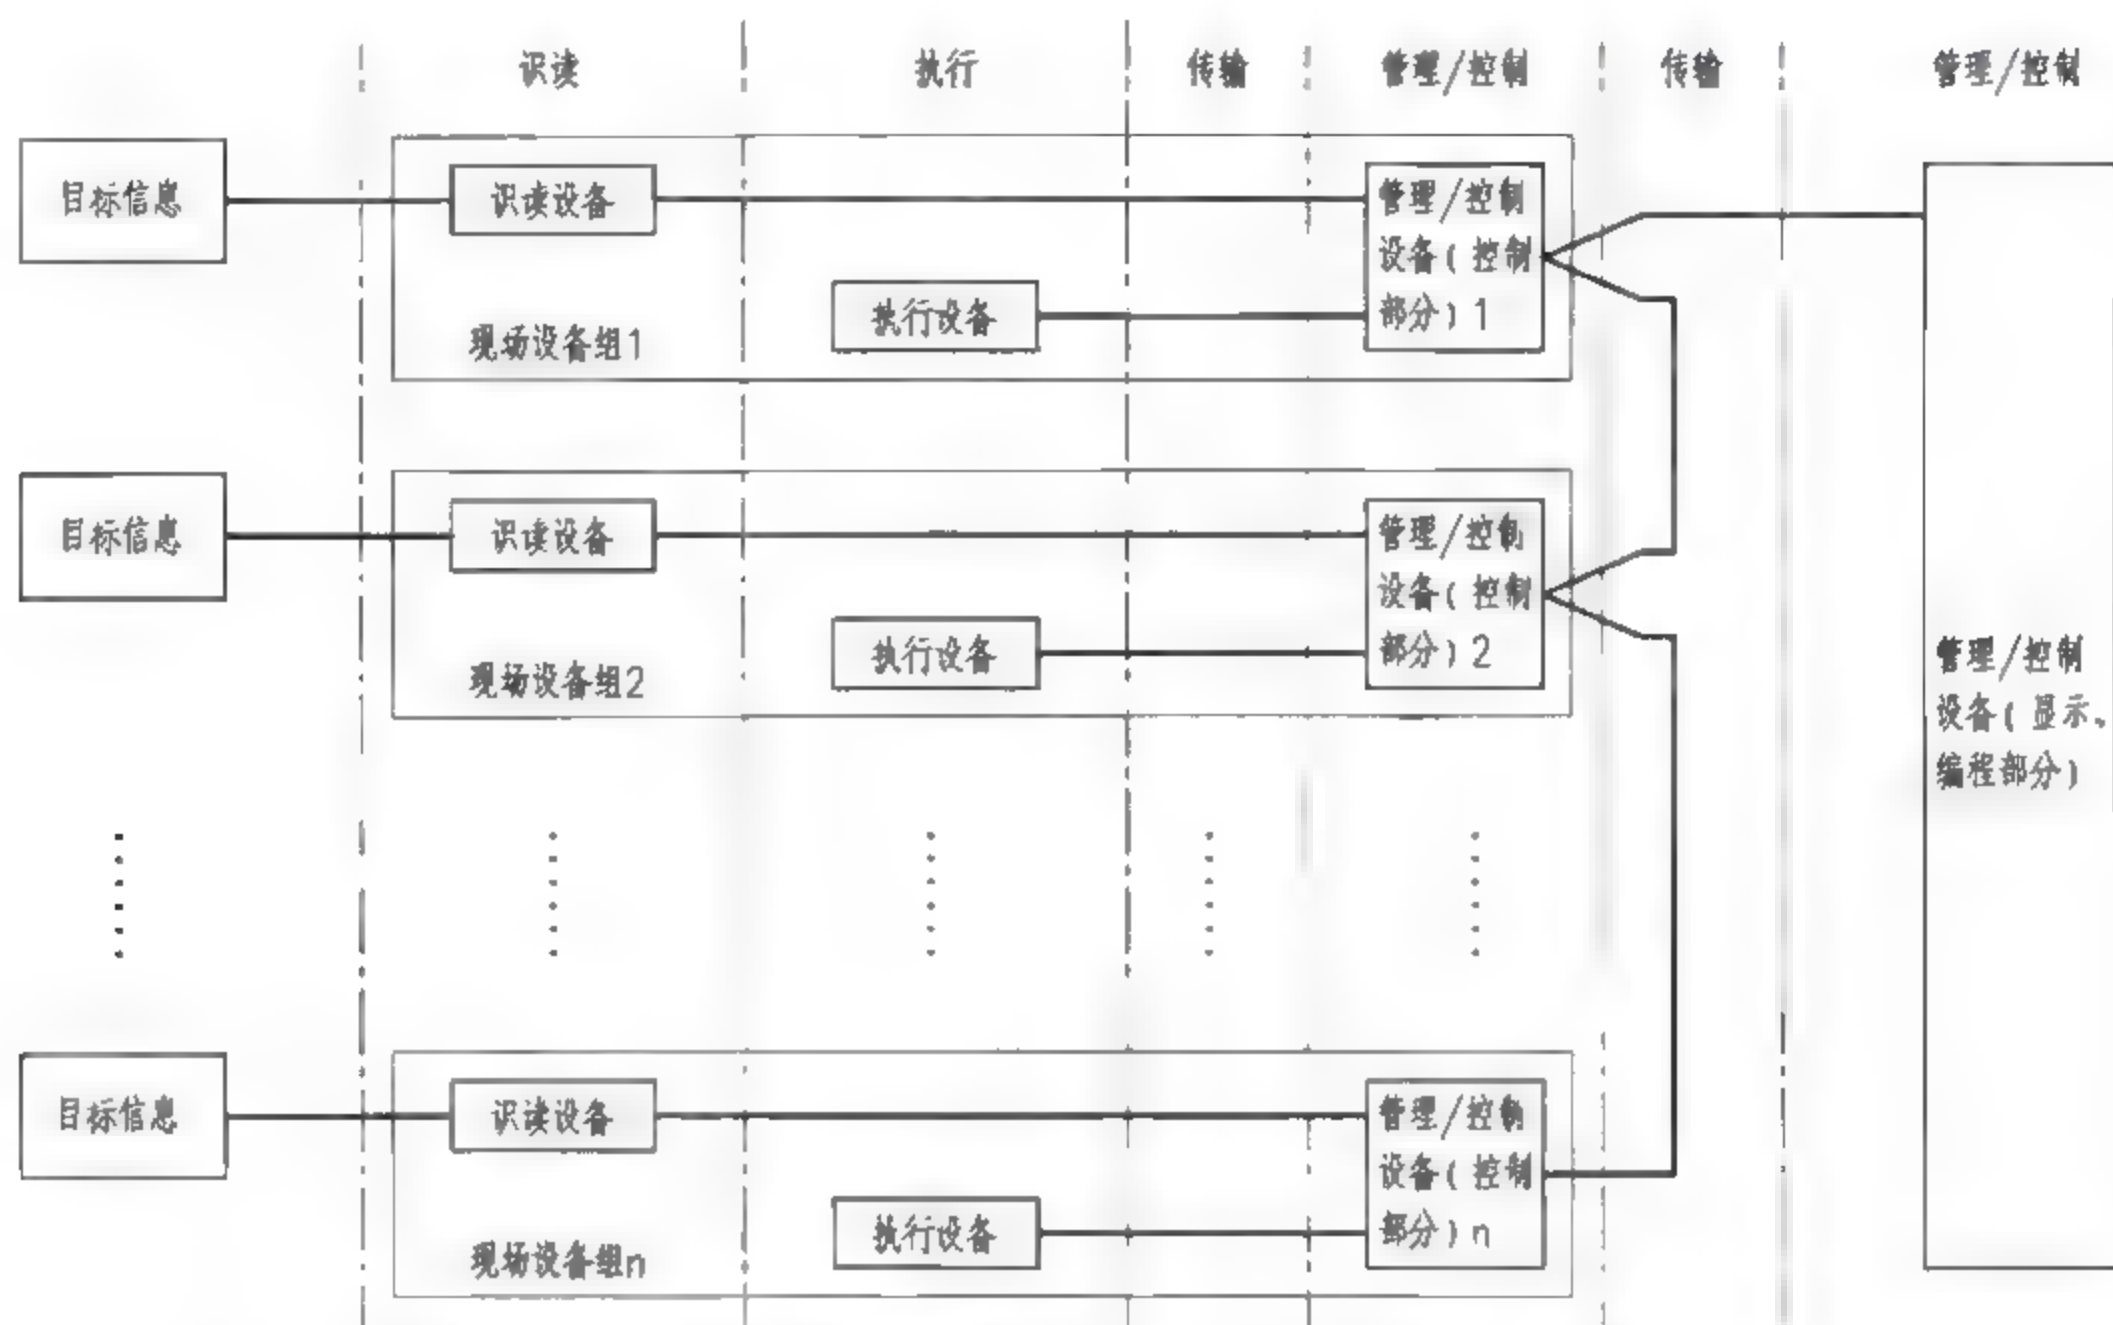 识读 执行 传输 管理/控制 传输 管理/控制
目标信息
识读设备
管理/控制
设备(控制
部分)1
执行设备
现场设备组1
目标信息
识读设备
管理/控制
设备(控制
部分)2
执行设备
现场设备组2
管理/控制
设备(显示、
编程部分)
目标信息
识读设备
管理/控制
设备(控制
部分)n
执行设备
现场设备组n